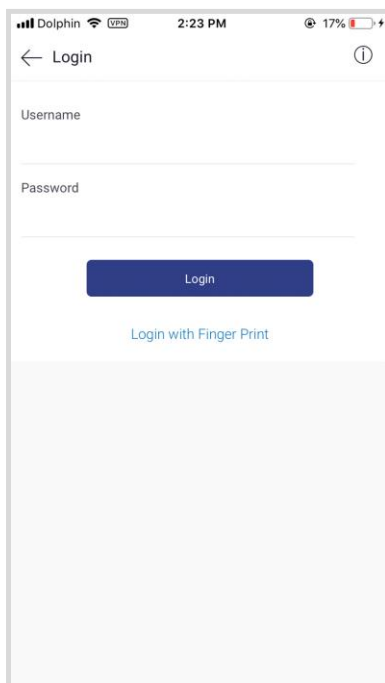 Dolphin VPN 2:23 PM 17%
Login
Username
Password
Login
Login with Finger Print